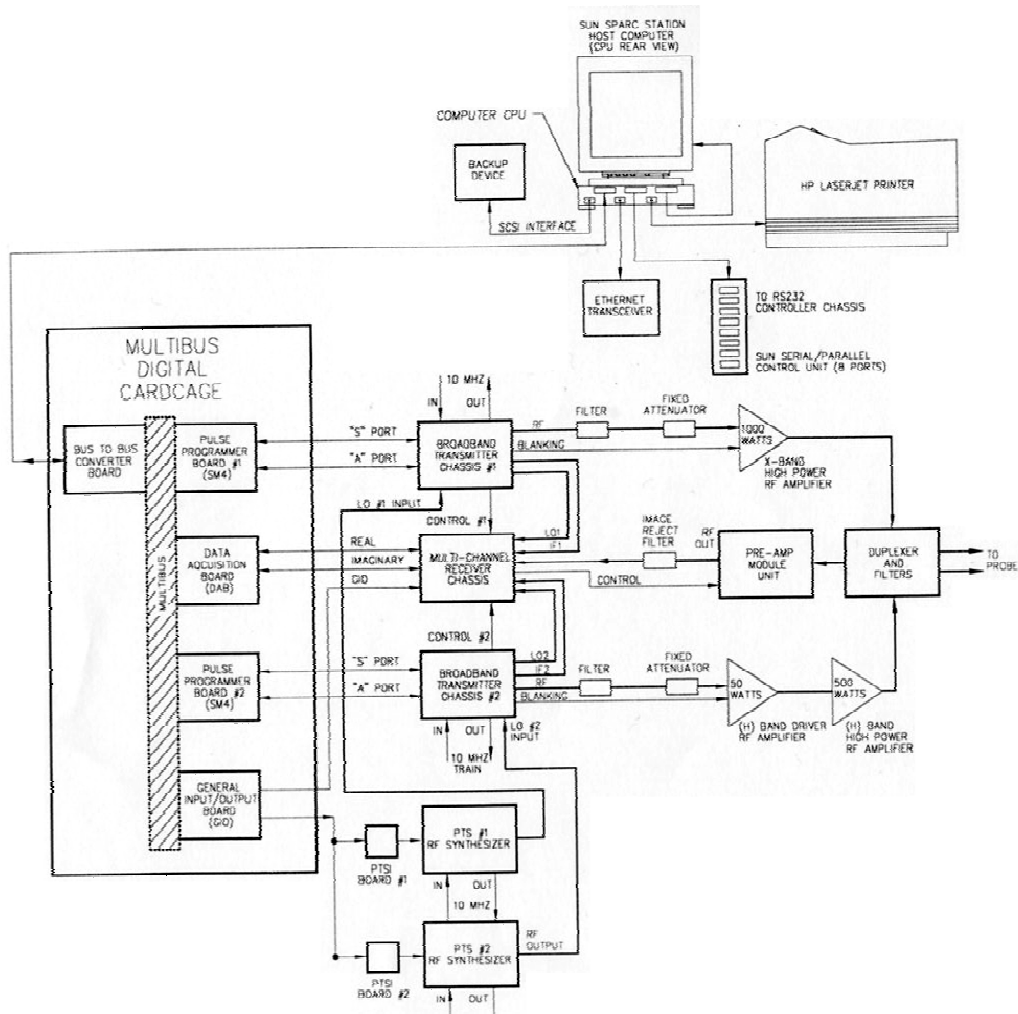 SUN SPARC STATION
HOST COMPUTER
(CPU REAR VIEW)
COMPUTER CPU
BACKUP
DEVICE
HP LASERJET PRINTER
SCSI INTERFACE
ETHERNET
TRANSCEIVER
TO RS232
CONTROLLER CHASSIS
SUN SERIAL/PARALLEL
CONTROL UNIT (8 PORTS)
MULTIBUS
DIGITAL
CARDCAGE
BUS TO BUS
CONVERTER
BOARD
MULTIBUS
PULSE
PROGRAMMER
BOARD #1
(SM4)
DATA
AQCUISITION
BOARD
(DAB)
PULSE
PROGRAMMER
BOARD #2
(SM4)
GENERAL
INPUT/OUTPUT
BOARD
(GIO)
"S" PORT
"A" PORT
LO #1 INPUT
REAL
IMAGINARY
GIO
"S" PORT
"A" PORT
10 MHZ
IN
OUT
BROADBAND
TRANSMITTER
CHASSIS #1
CONTROL #1
MULTI-CHANNEL
RECEIVER
CHASSIS
CONTROL #2
BROADBAND
TRANSMITTER
CHASSIS #2
IN
OUT
10 MHZ
TRAIN
RF
BLANKING
FILTER
FIXED
ATTENUATOR
1000
WATTS
X-BAND
HIGH POWER
RF AMPLIFIER
LO1
IF1
IMAGE
REJECT
FILTER
RF
OUT
CONTROL
PRE-AMP
MODULE
UNIT
DUPLEXER
AND
FILTERS
TO
PROBE
LO2
IF2
RF
BLANKING
LO #2
INPUT
FILTER
FIXED
ATTENUATOR
50
WATTS
(H) BAND DRIVER
RF AMPLIFIER
500
WATTS
(H) BAND
HIGH POWER
RF AMPLIFIER
PTSI
BOARD #1
PTS #1
RF SYNTHESIZER
IN
OUT
10 MHZ
PTSI
BOARD #2
PTS #2
RF SYNTHESIZER
RF
OUTPUT
IN
OUT